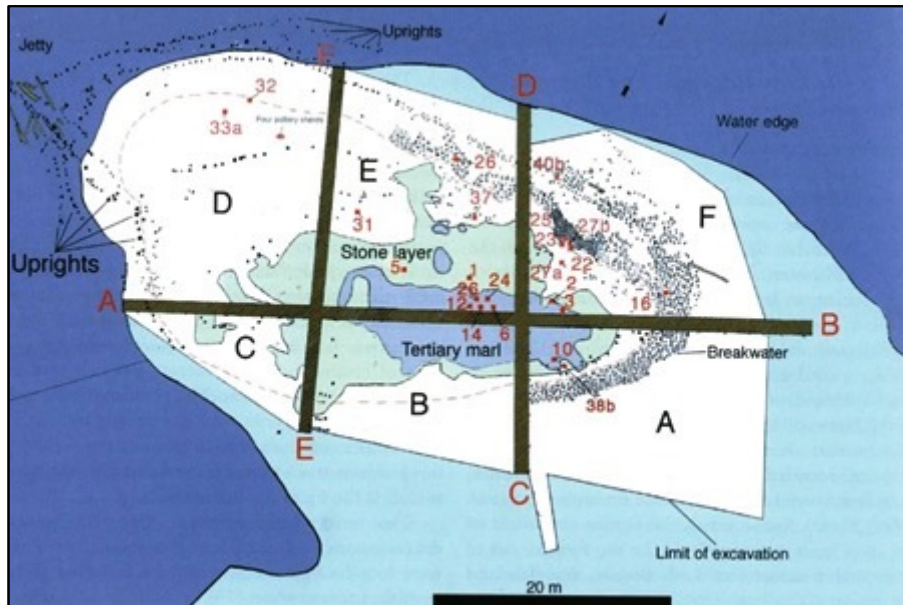 Jetty
Uprights
F
D
32
33a
Four pottery sherds
Water edge
E
26
40b
D
37
F
31
25
27b
23
Stone layer
22
27a
5
1
24
2
26
Uprights
A
12
3
16
B
14
6
C
Tertiary marl
10
Breakwater
B
38b
A
E
C
Limit of excavation
20 m